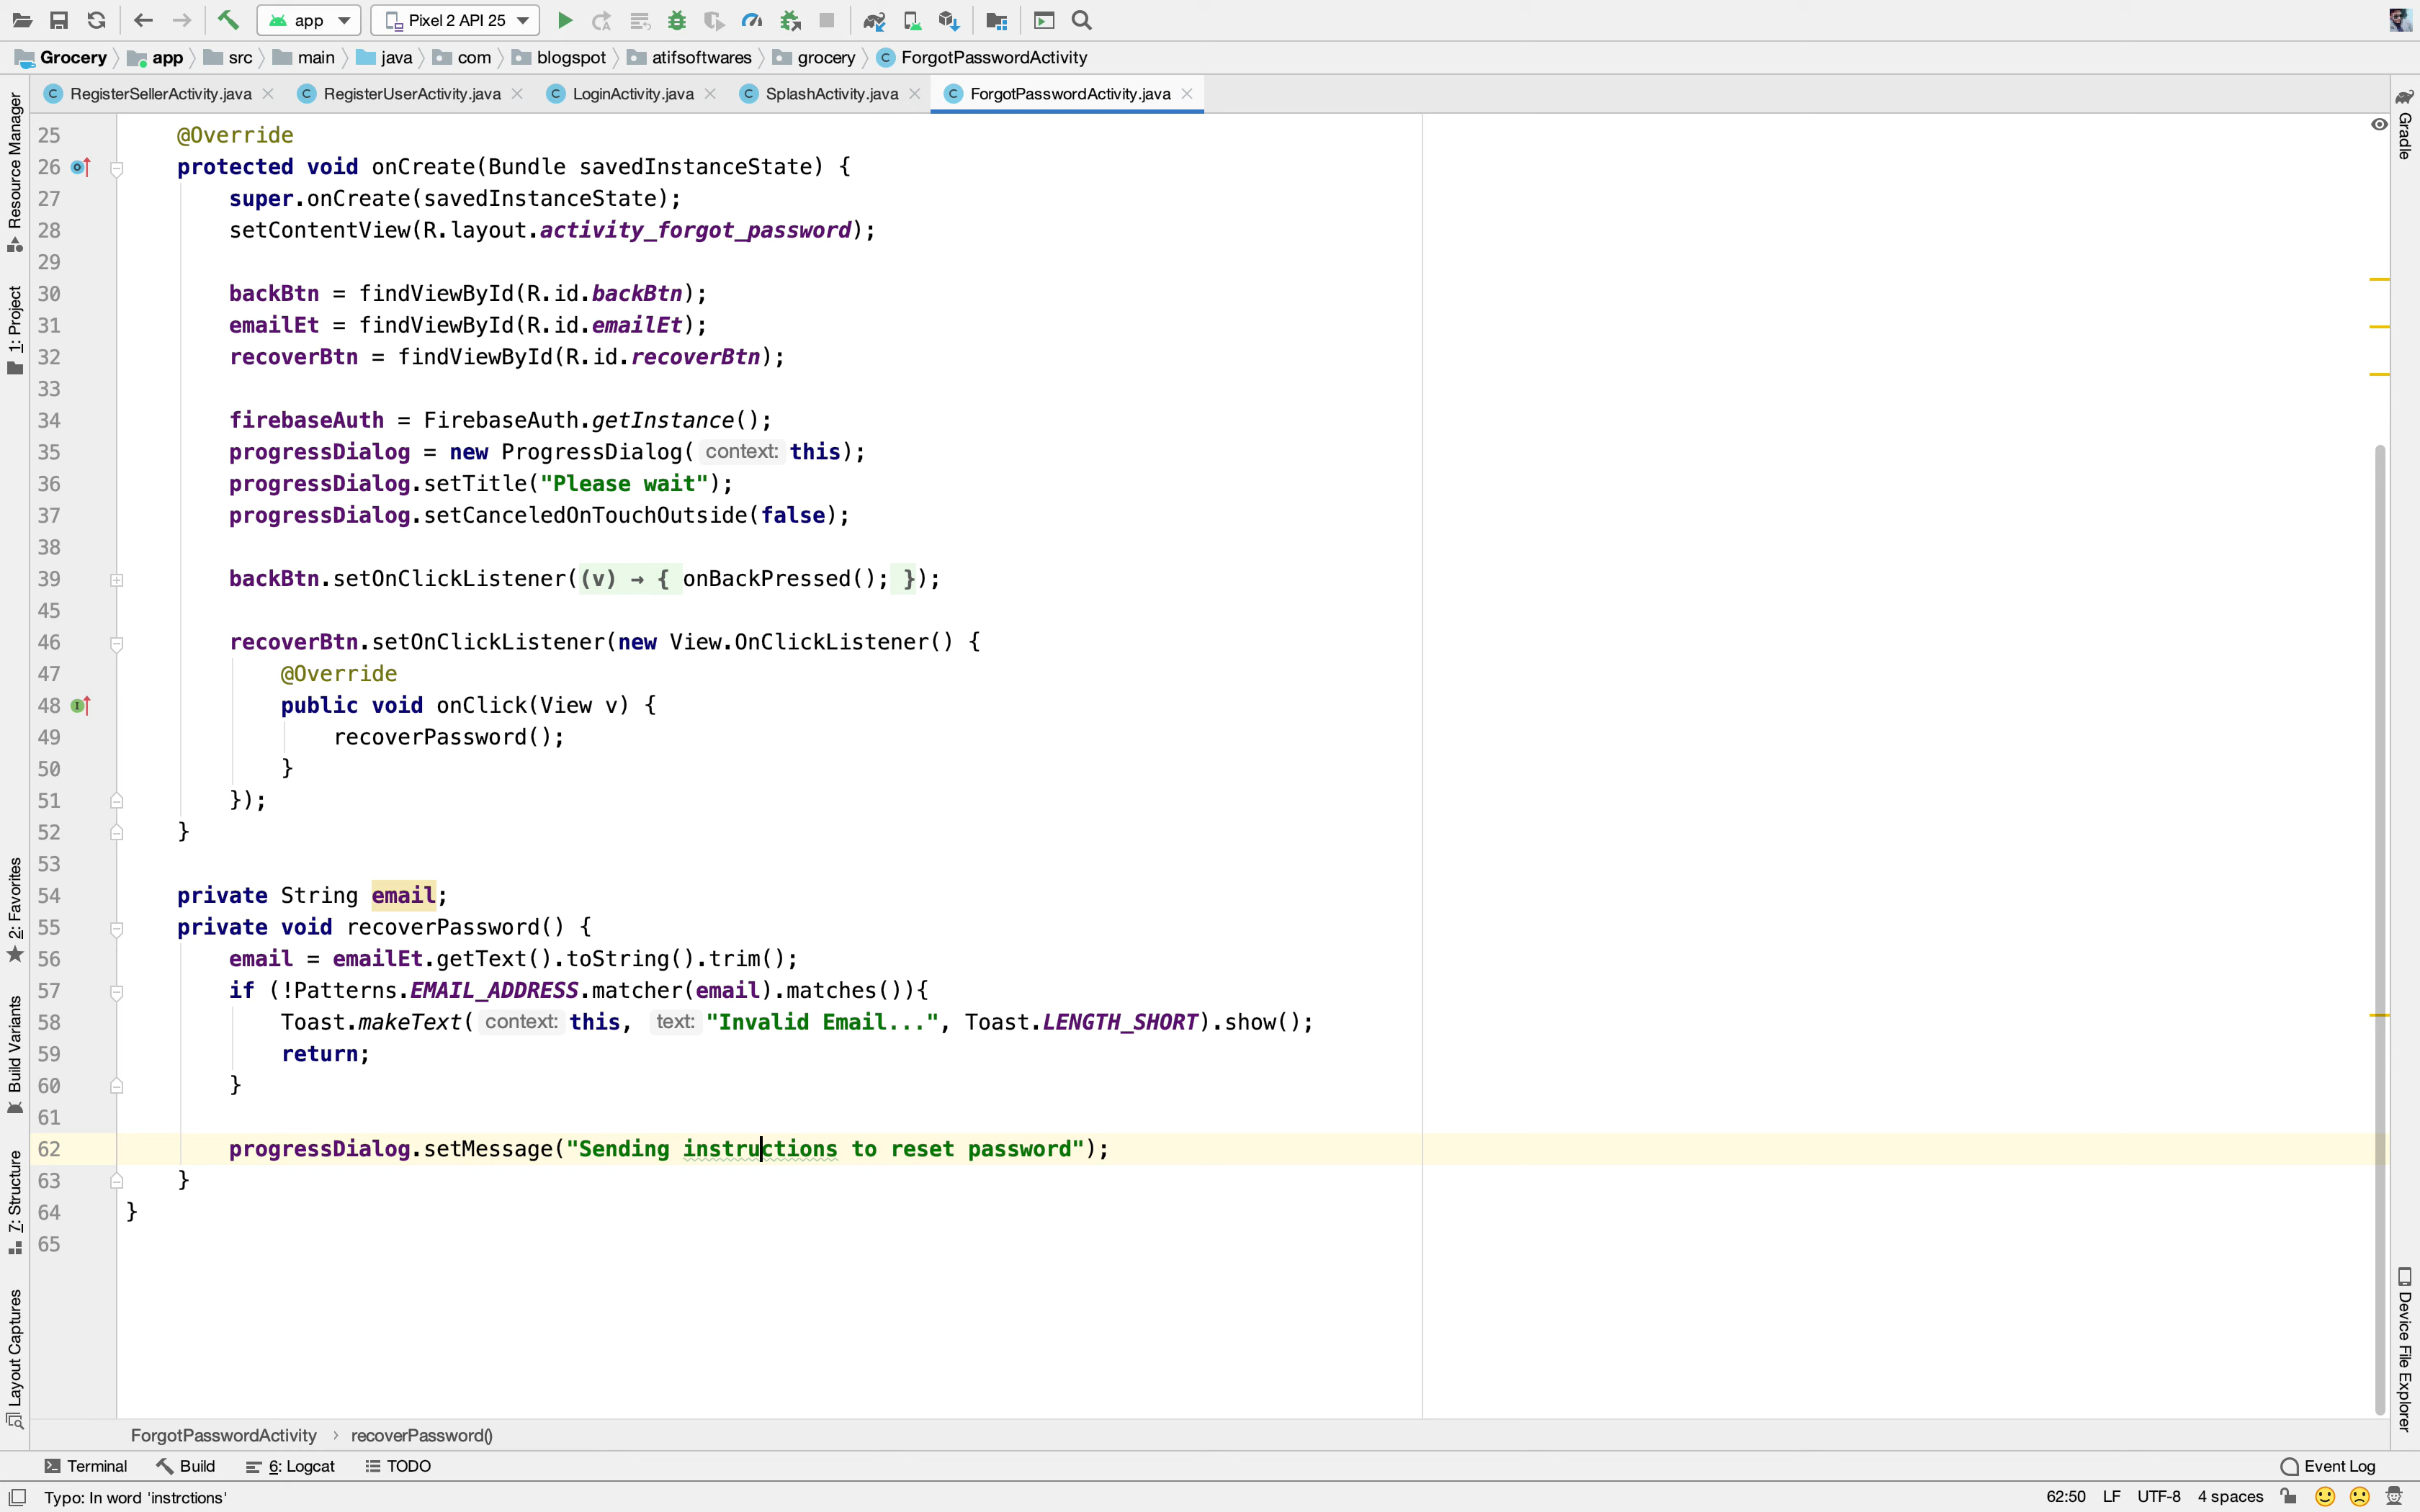 app Pixel 2 API 25
Grocery app src main java com blogspot atifsoftwares grocery ForgotPasswordActivity
RegisterSellerActivity.java RegisterUserActivity.java LoginActivity.java SplashActivity.java ForgotPasswordActivity.java
Resource Manager
1: Project
2: Favorites
Build Variants
7: Structure
Layout Captures
25 @Override
26 protected void onCreate(Bundle savedInstanceState) {
27 super.onCreate(savedInstanceState);
28 setContentView(R.layout.activity_forgot_password);
29
30 backBtn = findViewById(R.id.backBtn);
31 emailEt = findViewById(R.id.emailEt);
32 recoverBtn = findViewById(R.id.recoverBtn);
33
34 firebaseAuth = FirebaseAuth.getInstance();
35 progressDialog = new ProgressDialog( context: this);
36 progressDialog.setTitle("Please wait");
37 progressDialog.setCanceledOnTouchOutside(false);
38
39 backBtn.setOnClickListener((v) → { onBackPressed(); });
45
46 recoverBtn.setOnClickListener(new View.OnClickListener() {
47 @Override
48 public void onClick(View v) {
49 recoverPassword();
50 }
51 });
52 }
53
54 private String email;
55 private void recoverPassword() {
56 email = emailEt.getText().toString().trim();
57 if (!Patterns.EMAIL_ADDRESS.matcher(email).matches()){
58 Toast.makeText( context: this, text: "Invalid Email...", Toast.LENGTH_SHORT).show();
59 return;
60 }
61
62 progressDialog.setMessage("Sending instructions to reset password");
63 }
64 }
65
Gradle
Device File Explorer
ForgotPasswordActivity › recoverPassword()
Terminal Build 6: Logcat TODO Event Log
Typo: In word 'instrctions' 62:50 LF UTF-8 4 spaces